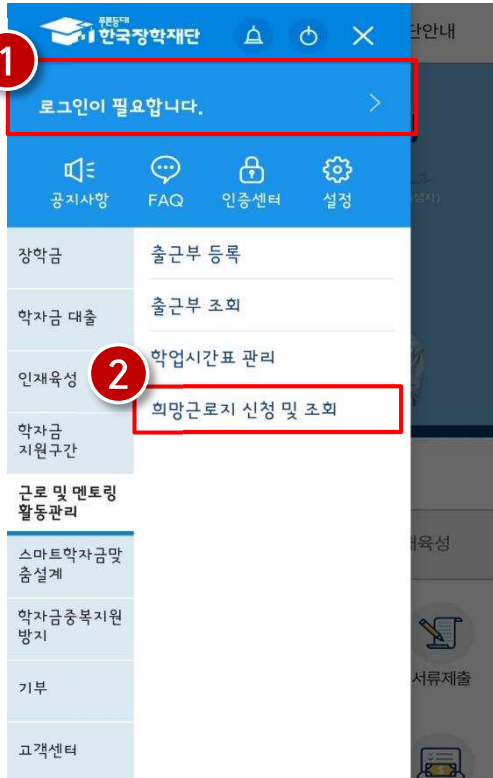 푸른등대
한국장학재단
단안내
1
로그인이 필요합니다.
공지사항 FAQ 인증센터 설정
장학금
학자금 대출
인재육성
학자금
지원구간
근로 및 멘토링
활동관리
스마트학자금맞
춤설계
학자금중복지원
방지
기부
고객센터
출근부 등록
출근부 조회
학업시간표 관리
2
희망근로지 신청 및 조회
육성
서류제출